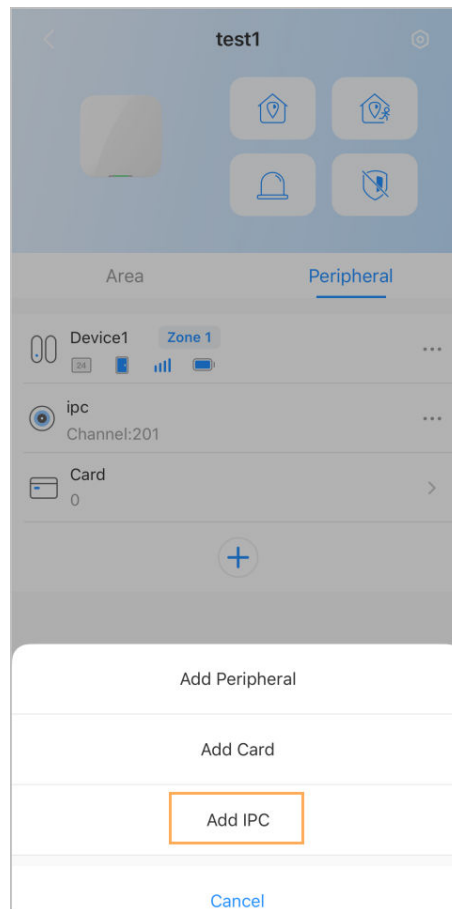 test1
Area Peripheral
Device1 Zone 1
24
ipc
Channel:201
Card
0
Add Peripheral
Add Card
Add IPC
Cancel